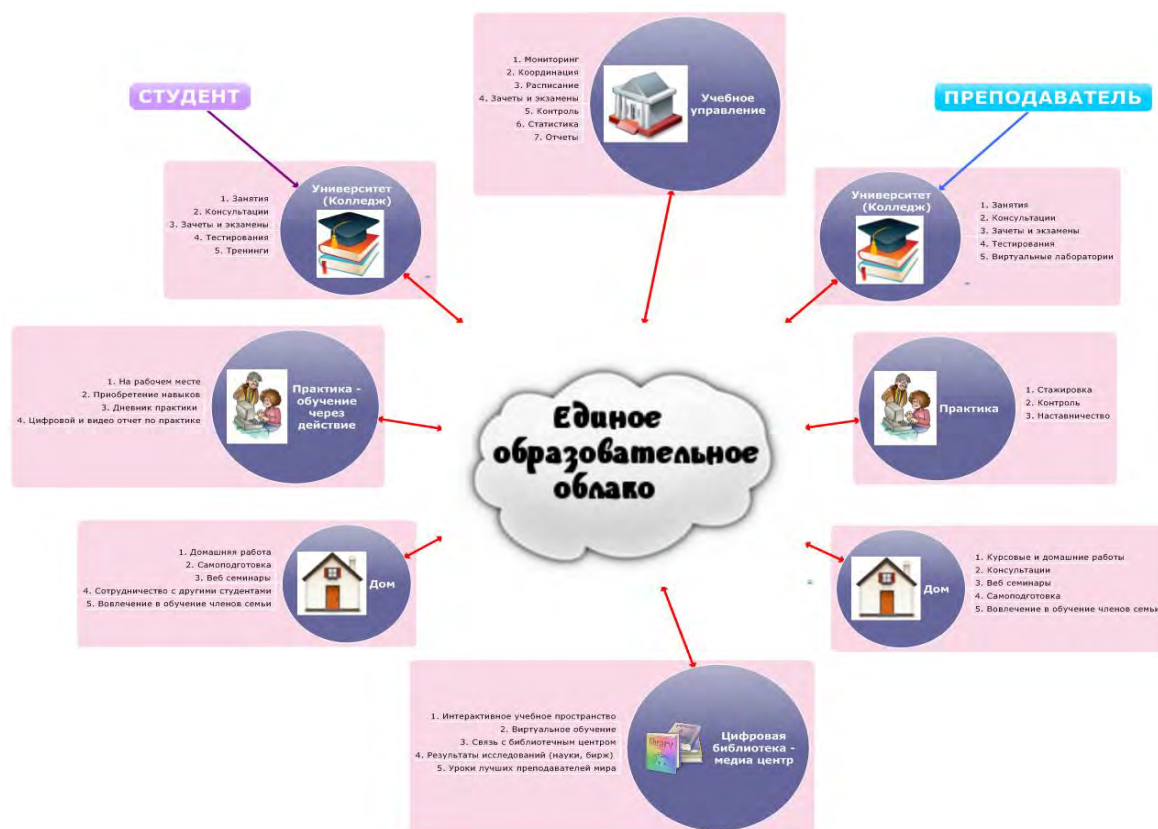 СТУДЕНТ
ПРЕПОДАВАТЕЛЬ
1. Мониторинг
2. Координация
3. Расписание
4. Зачеты и экзамены
5. Контроль
6. Статистика
7. Отчеты
Учебное
управление
1. Занятия
2. Консультации
3. Зачеты и экзамены
4. Тестирования
5. Тренинги
Университет
(Колледж)
Университет
(Колледж)
1. Занятия
2. Консультации
3. Зачеты и экзамены
4. Тестирования
5. Виртуальные лаборатории
1. На рабочем месте
2. Приобретение навыков
3. Дневник практики
4. Цифровой и видео отчет по практике
Практика -
обучение
через
действие
Единое
образовательное
облако
Практика
1. Стажировка
2. Контроль
3. Наставничество
1. Домашняя работа
2. Самоподготовка
3. Веб семинары
4. Сотрудничество с другими студентами
5. Вовлечение в обучение членов семьи
Дом
Дом
1. Курсовые и домашние работы
2. Консультации
3. Веб семинары
4. Самоподготовка
5. Вовлечение в обучение членов семьи
1. Интерактивное учебное пространство
2. Виртуальное обучение
3. Связь с библиотечным центром
4. Результаты исследований (науки, бирж)
5. Уроки лучших преподавателей мира
library
Цифровая
библиотека -
медиа центр